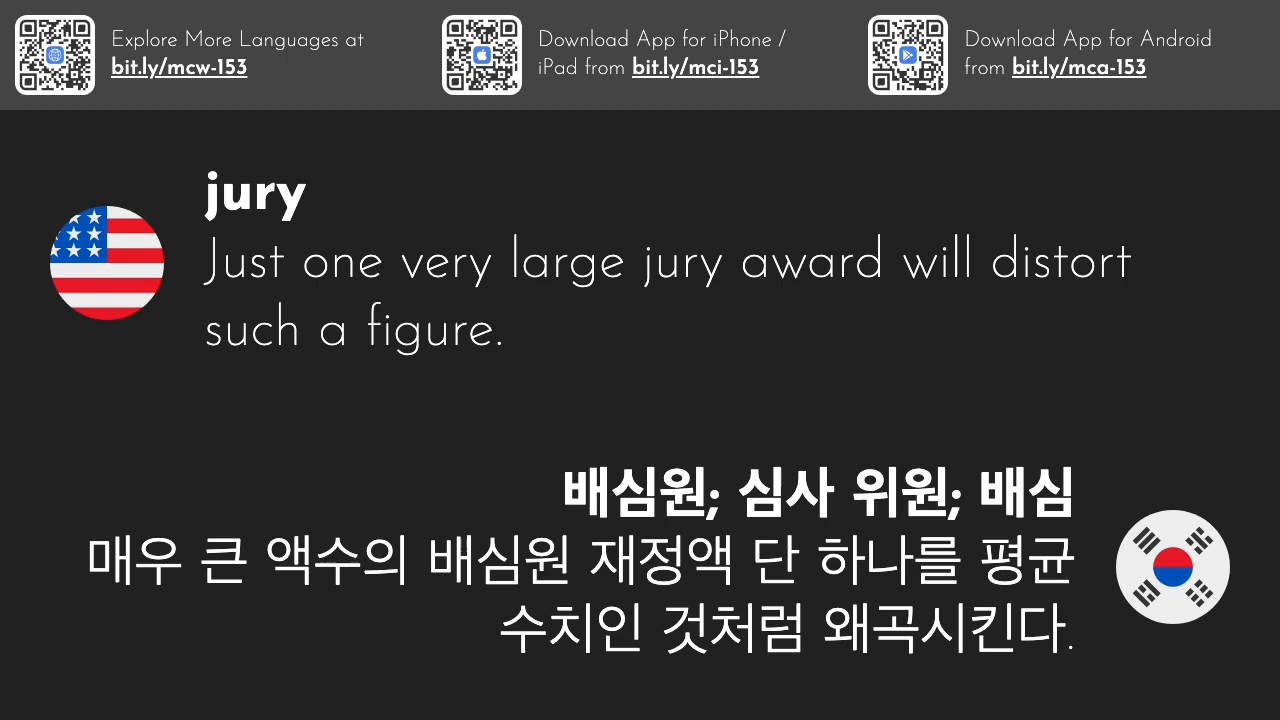 Explore More Languages at
bit.ly/mcw-153
Download App for iPhone /
iPad from bit.ly/mci-153
Download App for Android
from bit.ly/mca-153
jury
Just one very large jury award will distort
such a figure.
배심원; 심사 위원; 배심
매우 큰 액수의 배심원 재정액 단 하나를 평균
수치인 것처럼 왜곡시킨다.